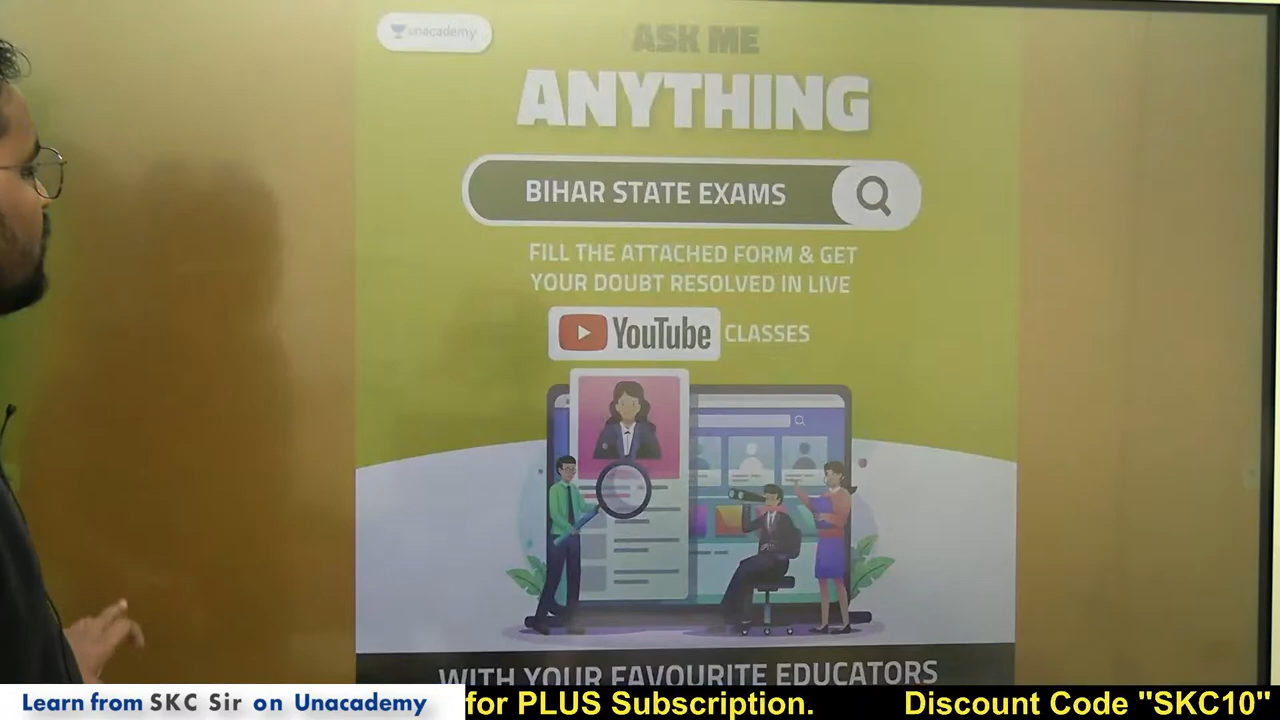 unacademy
ASK ME
ANYTHING
BIHAR STATE EXAMS
FILL THE ATTACHED FORM & GET
YOUR DOUBT RESOLVED IN LIVE
YouTube CLASSES
WITH YOUR FAVOURITE EDUCATORS
Learn from SKC Sir on Unacademy
for PLUS Subscription. Discount Code "SKC10"